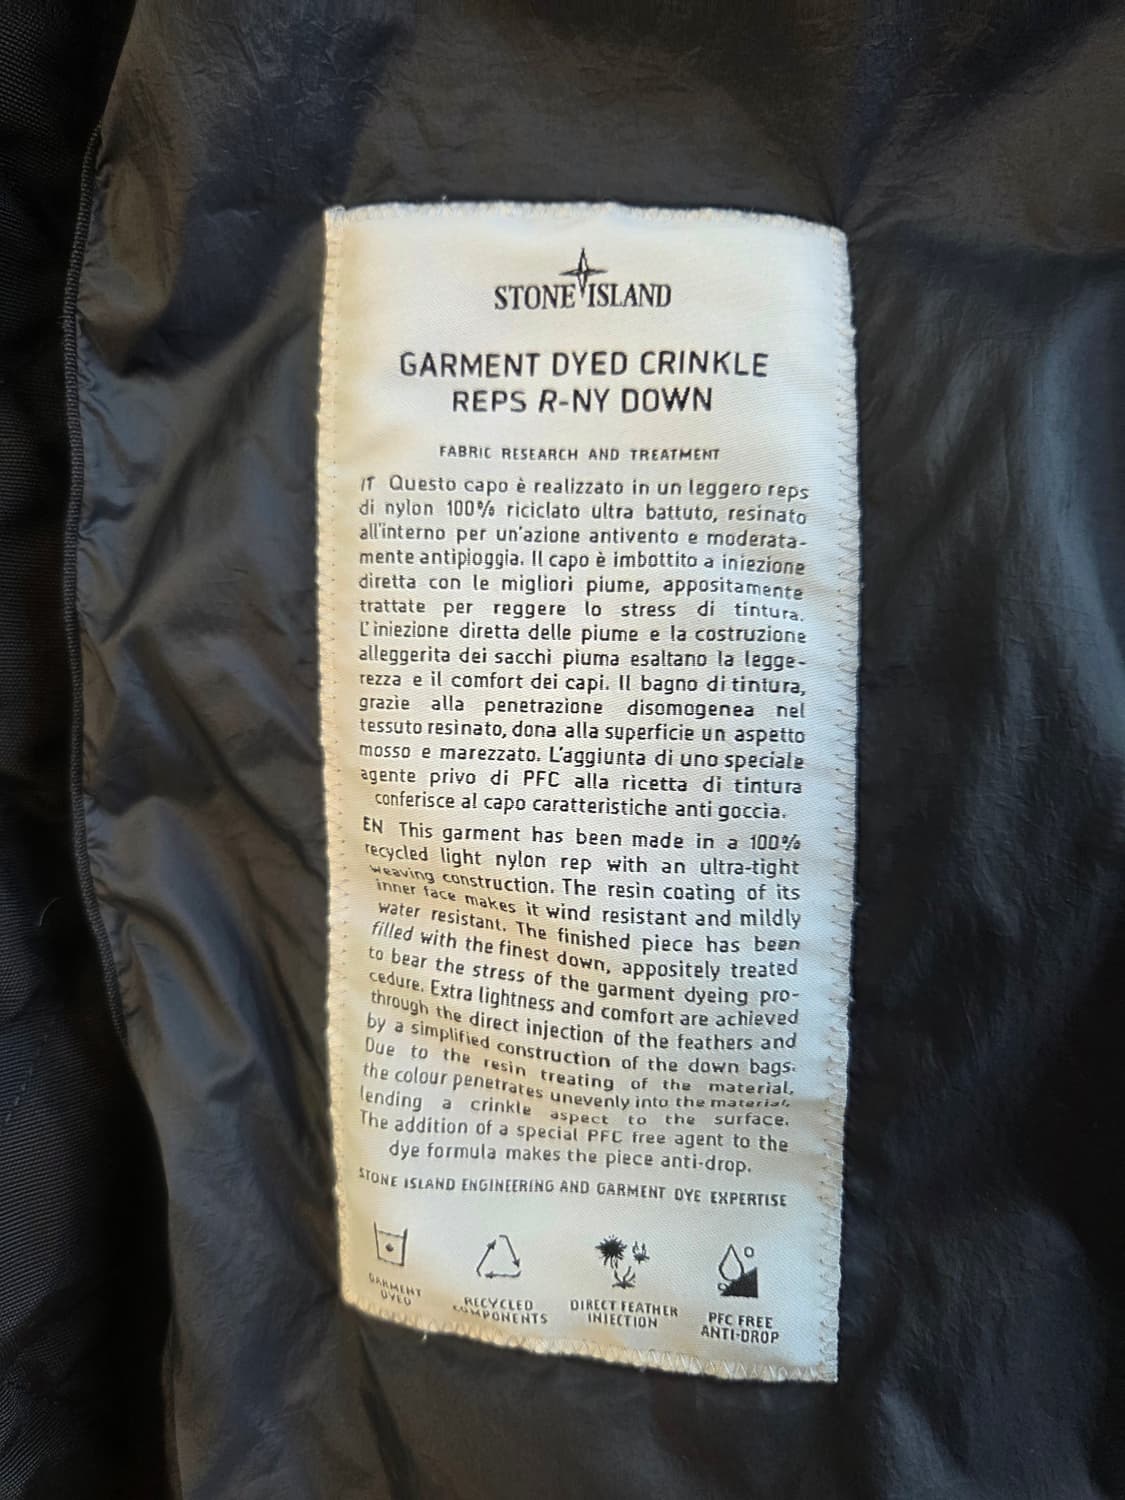 STONE ISLAND
GARMENT DYED CRINKLE
REPS R-NY DOWN
FABRIC RESEARCH AND TREATMENT
IT Questo capo è realizzato in un leggero reps
di nylon 100% riciclato ultra battuto, resinato
all'interno per un'azione antivento e moderata-
mente antipioggia. Il capo è imbottito a iniezione
diretta con le migliori piume, appositamente
trattate per reggere lo stress di tintura.
L'iniezione diretta delle piume e la costruzione
alleggerita dei sacchi piuma esaltano la legge-
rezza e il comfort dei capi. Il bagno di tintura,
grazie alla penetrazione disomogenea nel
tessuto resinato, dona alla superficie un aspetto
mosso e marezzato. L'aggiunta di uno speciale
agente privo di PFC alla ricetta di tintura
conferisce al capo caratteristiche anti goccia.
EN This garment has been made in a 100%
recycled light nylon rep with an ultra-tight
weaving construction. The resin coating of its
inner face makes it wind resistant and mildly
water resistant. The finished piece has been
filled with the finest down, appositely treated
to bear the stress of the garment dyeing pro-
cedure. Extra lightness and comfort are achieved
through the direct injection of the feathers and
by a simplified construction of the down bags.
Due to the resin treating of the material,
the colour penetrates unevenly into the material,
lending a crinkle aspect to the surface.
The addition of a special PFC free agent to the
dye formula makes the piece anti-drop.
STONE ISLAND ENGINEERING AND GARMENT DYE EXPERTISE
GARMENT
DYED
RECYCLED
COMPONENTS
DIRECT FEATHER
INJECTION
PFC FREE
ANTI-DROP